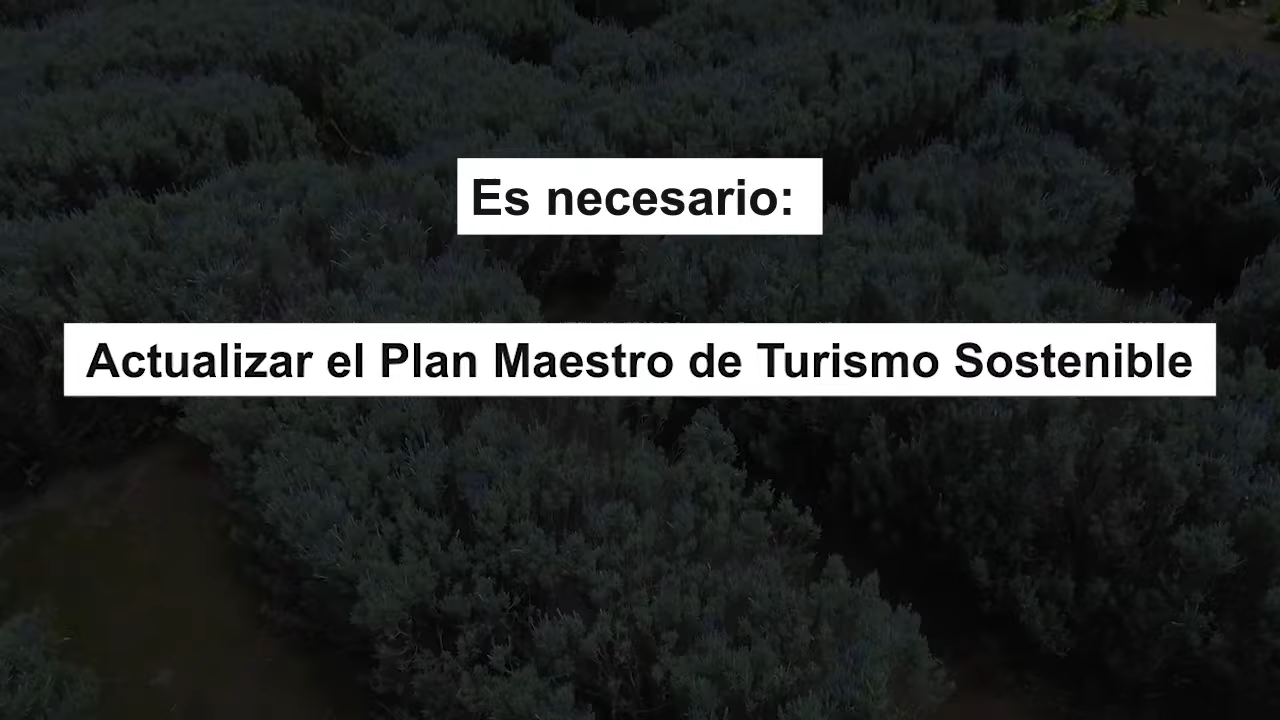 Es necesario:
Actualizar el Plan Maestro de Turismo Sostenible